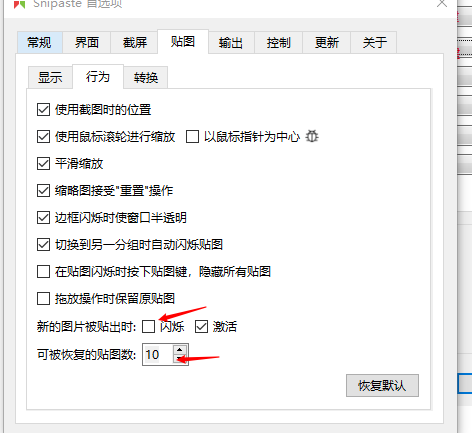 Snipaste 首选项
常规 界面 截屏 贴图 输出 控制 更新 关于
显示 行为 转换
使用截图时的位置
使用鼠标滚轮进行缩放 以鼠标指针为中心
平滑缩放
缩略图接受"重置"操作
边框闪烁时使窗口半透明
切换到另一分组时自动闪烁贴图
在贴图闪烁时按下贴图键，隐藏所有贴图
拖放操作时保留原贴图
新的图片被贴出时: 闪烁 激活
可被恢复的贴图数: 10
恢复默认